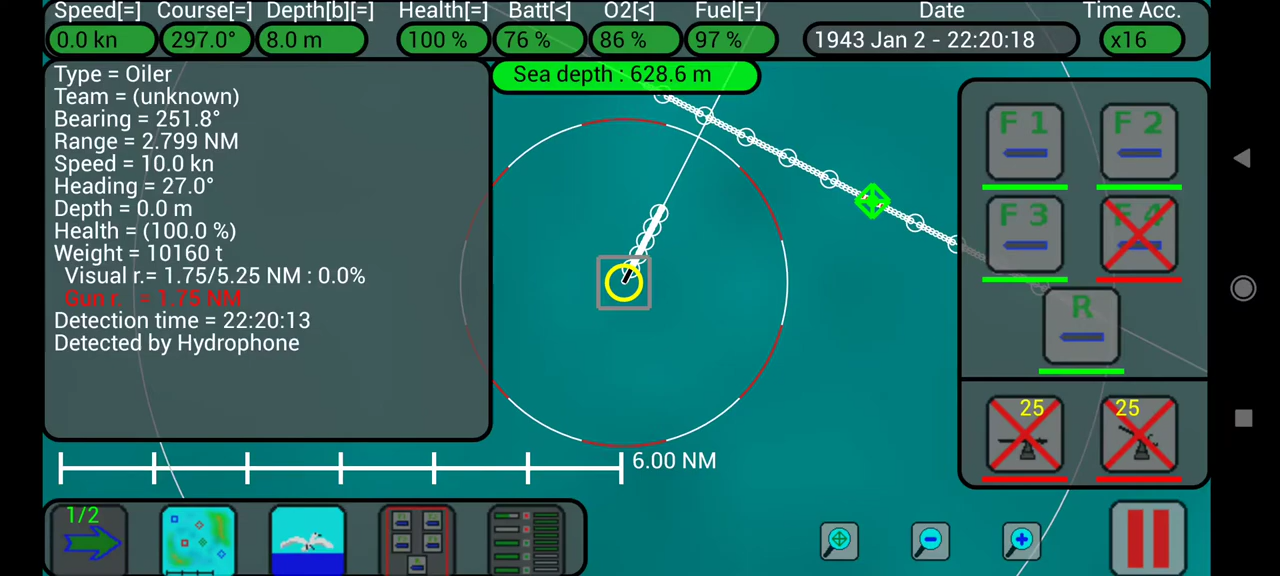 Speed[=] Course[=] Depth[b][=] Health[=] Batt[<] O2[<] Fuel[=] Date Time Acc.
0.0 kn 297.0° 8.0 m 100 % 76 % 86 % 97 % 1943 Jan 2 - 22:20:18 x16
Sea depth : 628.6 m
Type = Oiler
Team = (unknown)
Bearing = 251.8°
Range = 2.799 NM
Speed = 10.0 kn
Heading = 27.0°
Depth = 0.0 m
Health = (100.0 %)
Weight = 10160 t
Visual r.= 1.75/5.25 NM : 0.0%
Gun r. = 1.75 NM
Detection time = 22:20:13
Detected by Hydrophone
F 1 F 2
F 3 F 4
R
25 25
6.00 NM
1/2